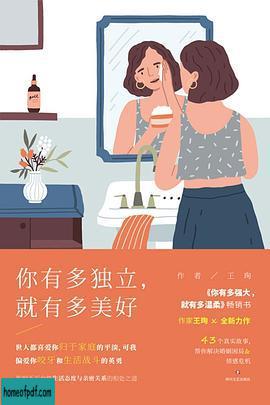 你有多独立，
就有多美好
世人都喜爱你归于家庭的平淡，可我
偏爱你咬牙和生活战斗的英勇
作者 / 王珣
《你有多强大，
就有多温柔》畅销书
作家王珣 × 全新力作
43个真实故事，
帮你解决婚姻困局&
情感危机
homeofpdf.com